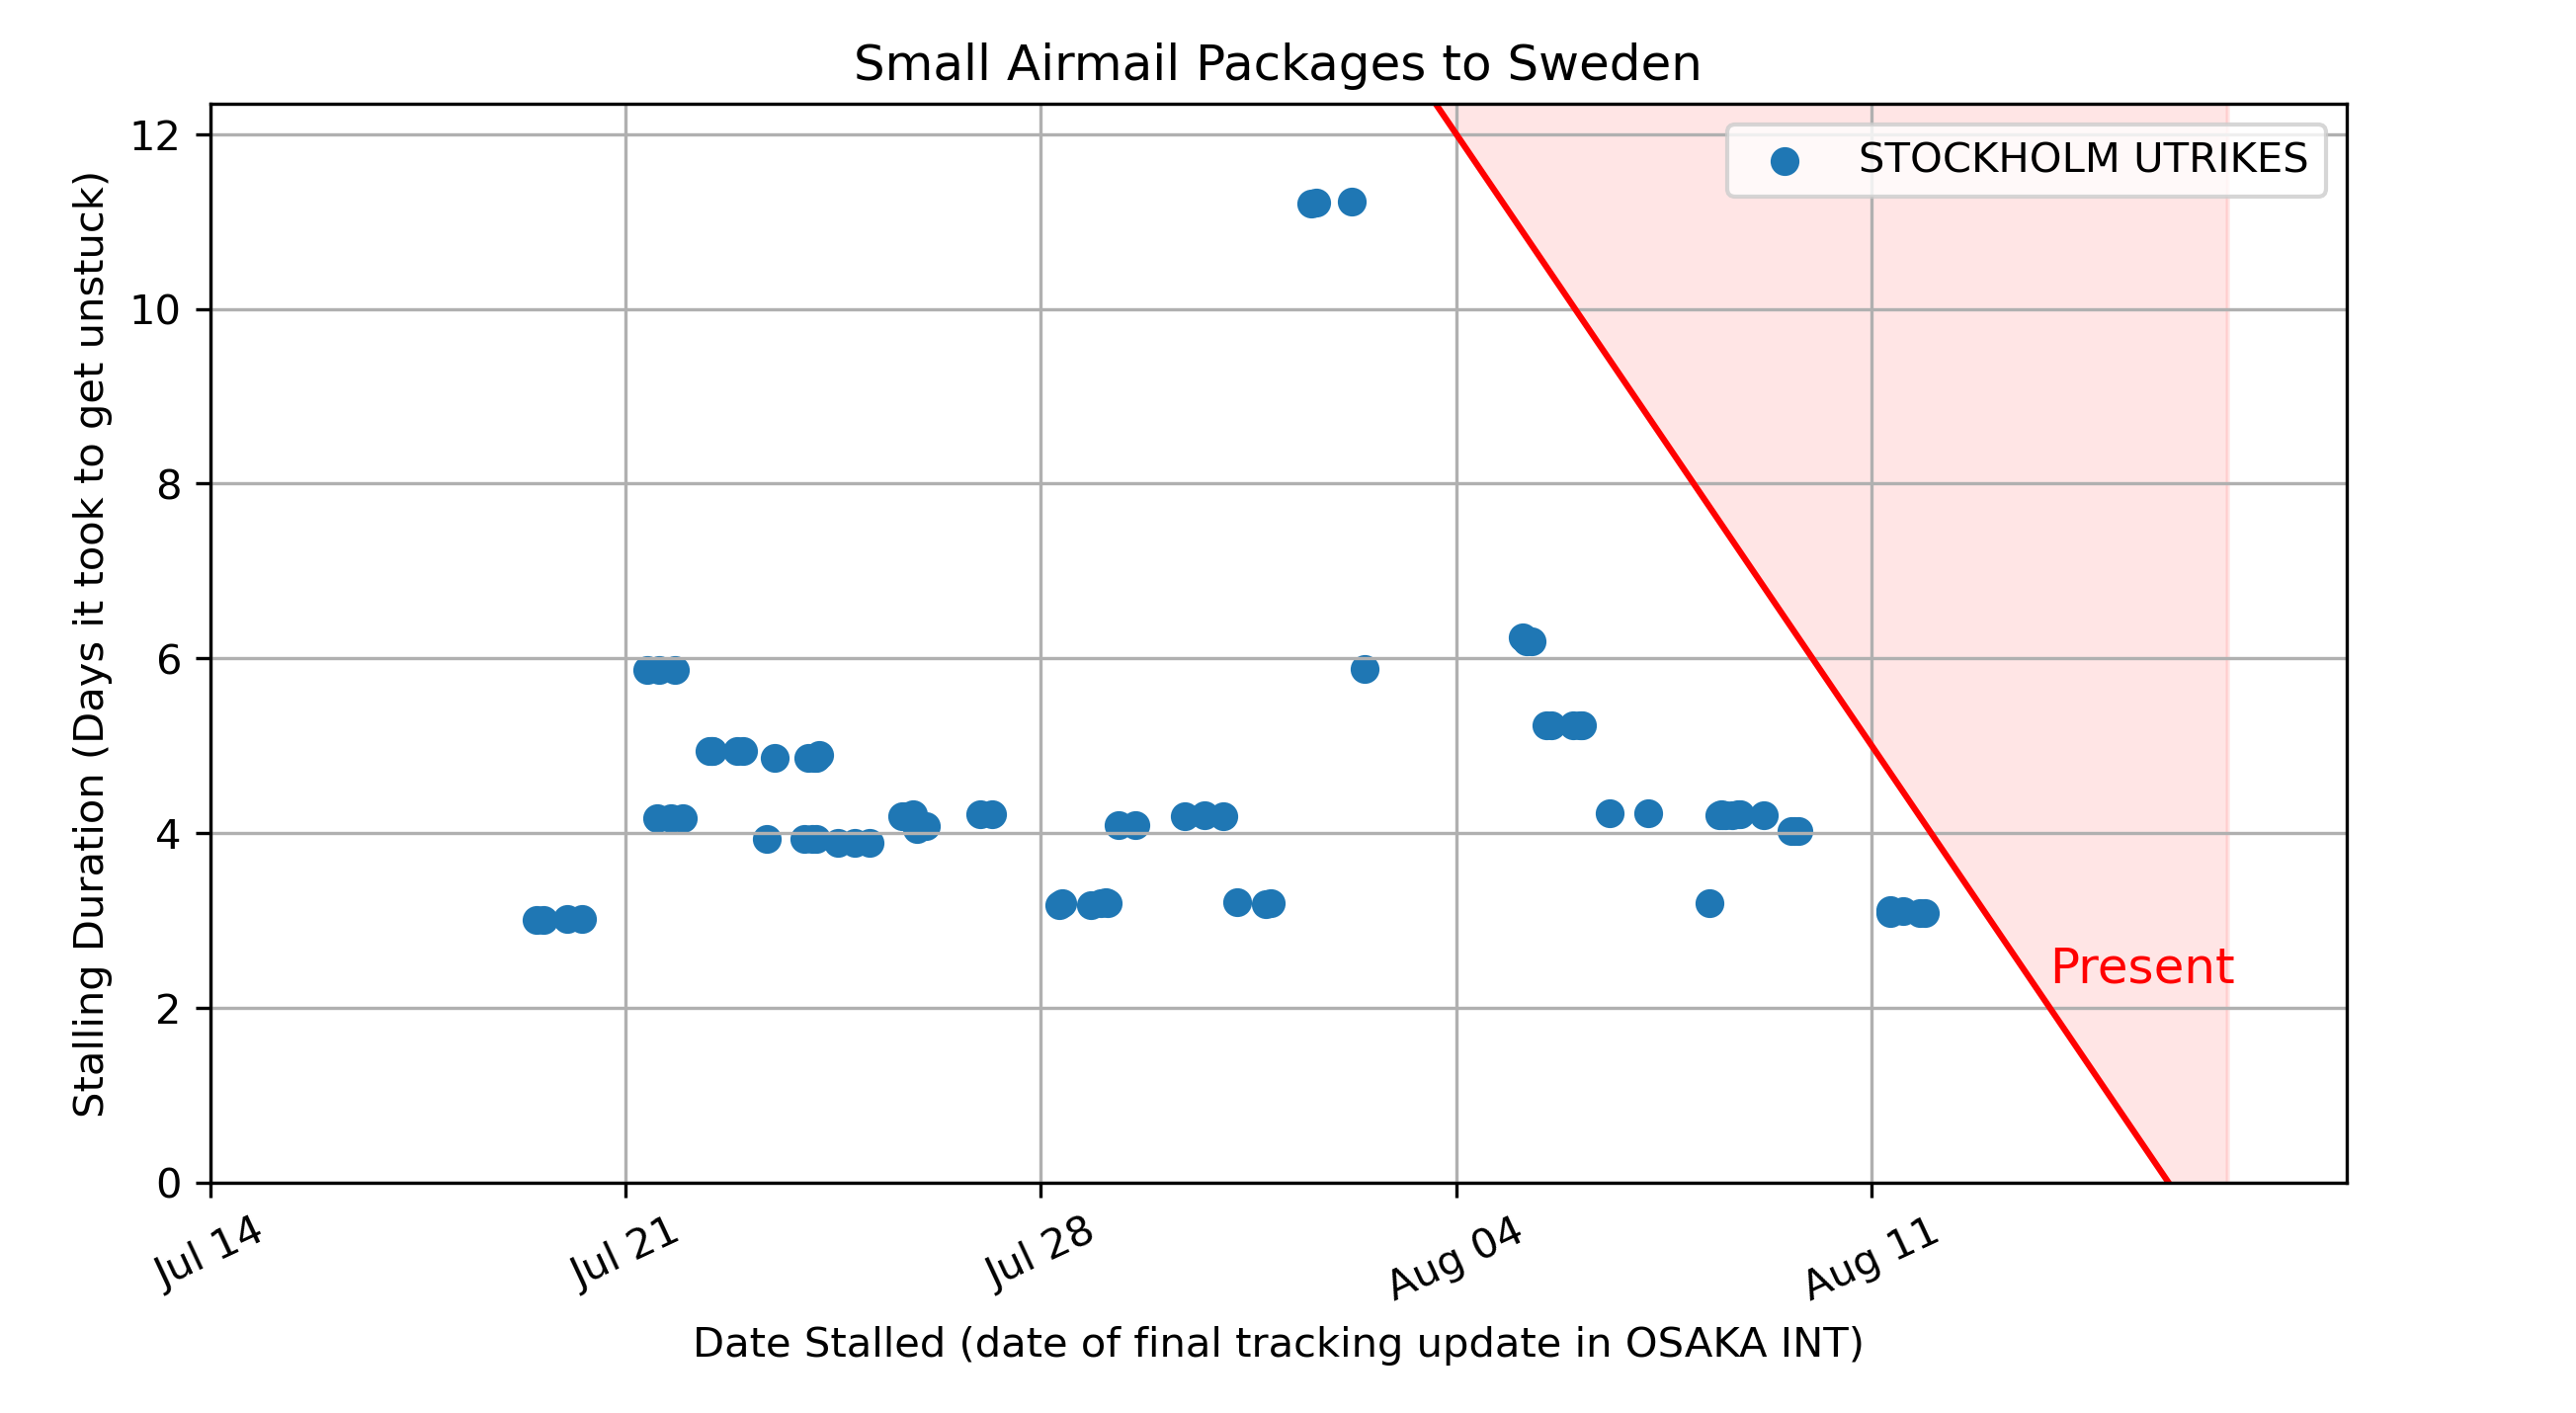 Small Airmail Packages to Sweden
Stalling Duration (Days it took to get unstuck)
12
10
8
6
4
2
0
STOCKHOLM UTRIKES
Present
Jul 14
Jul 21
Jul 28
Aug 04
Aug 11
Date Stalled (date of final tracking update in OSAKA INT)